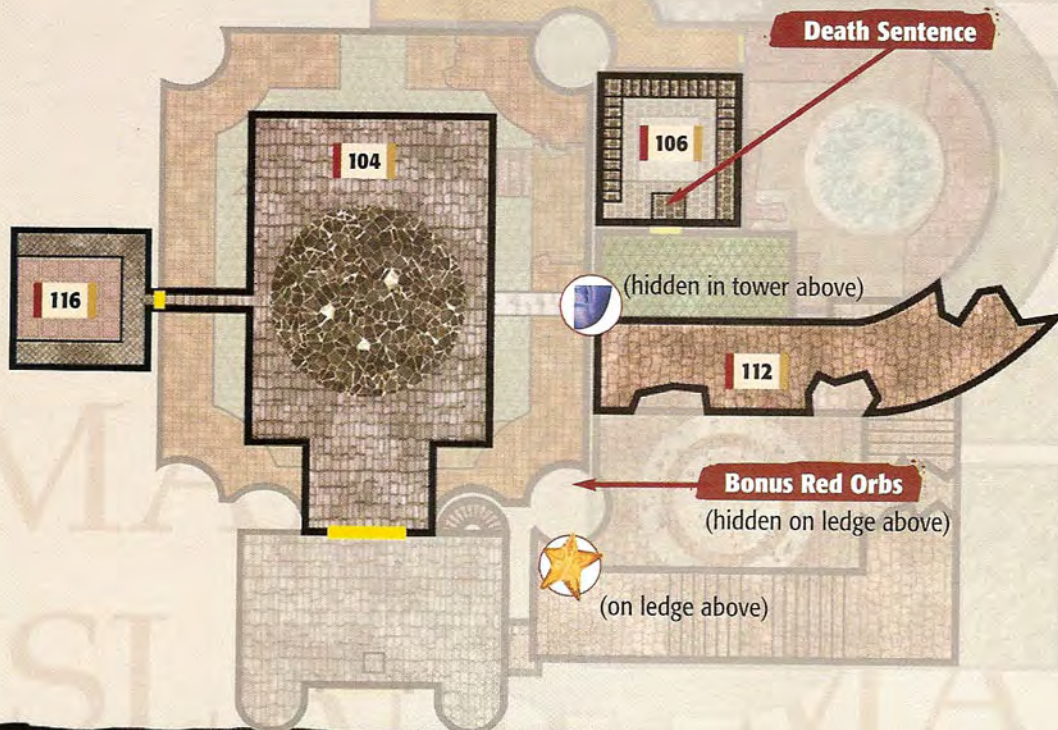 Death Sentence
104
106
116
(hidden in tower above)
112
Bonus Red Orbs
(hidden on ledge above)
(on ledge above)